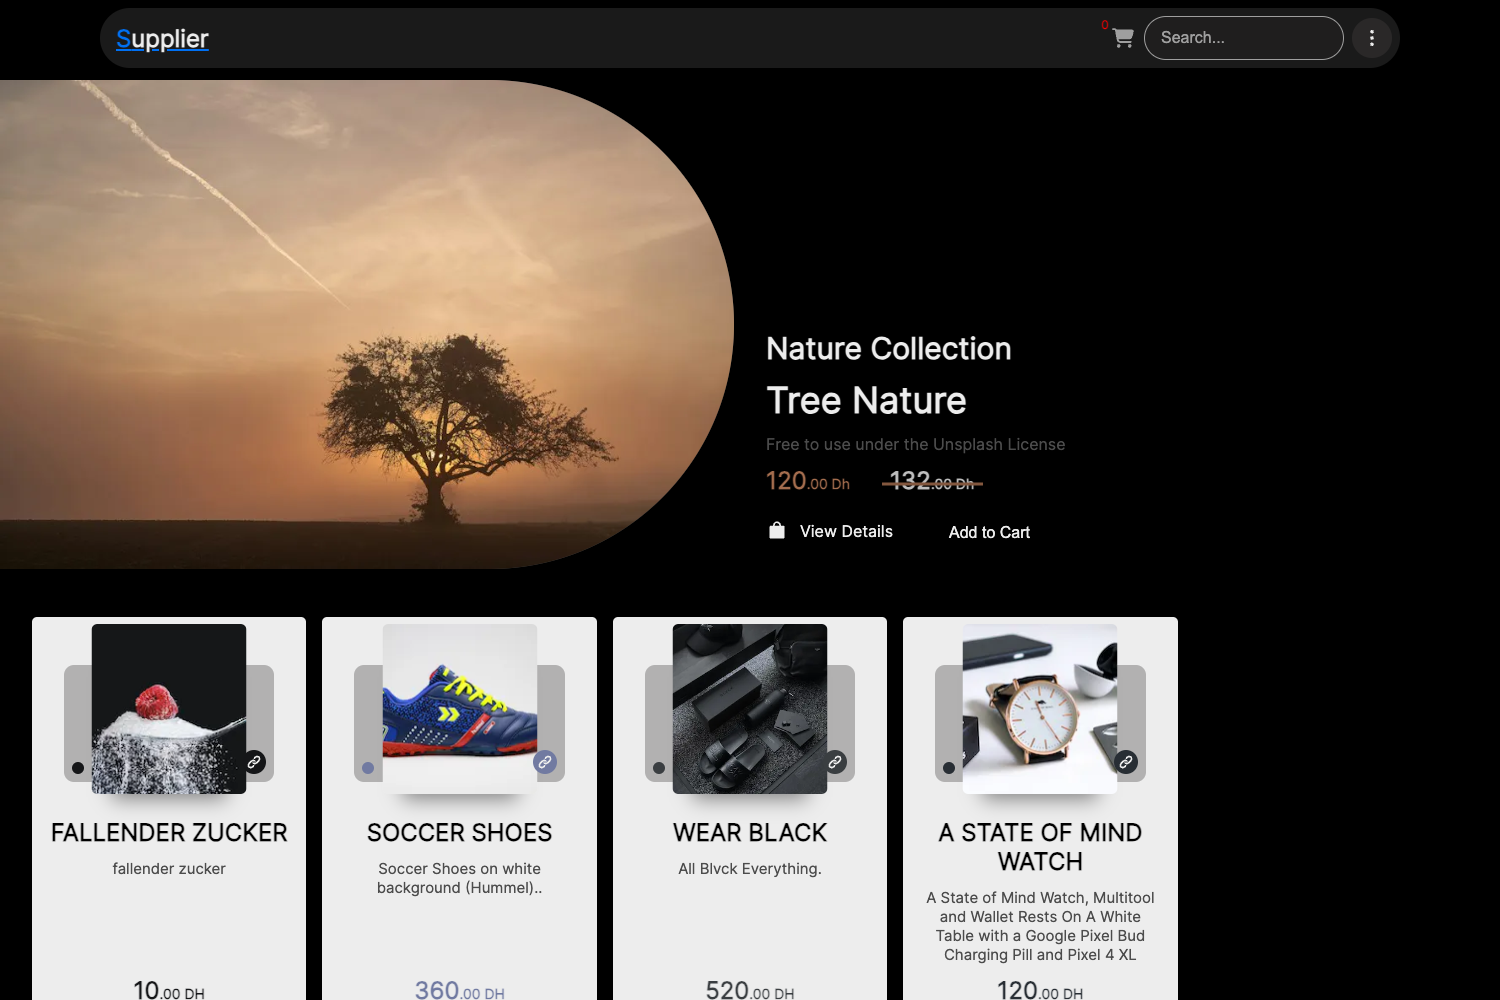 Supplier
0
Search...
Nature Collection
Tree Nature
Free to use under the Unsplash License
120.00 Dh 132.00 Dh
View Details Add to Cart
FALLENDER ZUCKER
fallender zucker
10.00 DH
SOCCER SHOES
Soccer Shoes on white
background (Hummel)..
360.00 DH
WEAR BLACK
All Blvck Everything.
520.00 DH
A STATE OF MIND
WATCH
A State of Mind Watch, Multitool
and Wallet Rests On A White
Table with a Google Pixel Bud
Charging Pill and Pixel 4 XL
120.00 DH